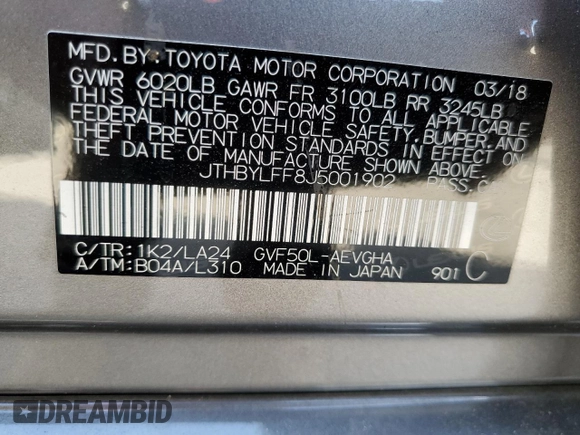 MFD. BY: TOYOTA MOTOR CORPORATION 03/18
GVWR 6020LB GAWR FR 3100LB RR 3245LB
THIS VEHICLE CONFORMS TO ALL APPLICABLE
FEDERAL MOTOR VEHICLE SAFETY, BUMPER, AND
THEFT PREVENTION STANDARDS IN EFFECT ON
THE DATE OF MANUFACTURE SHOWN ABOVE.
JTHBYLFF8J5001902 PASS.
C/TR: 1K2/LA24 GVF50L-AEVGHA
A/TM: B04A/L310 MADE IN JAPAN 901 C
DREAMBID